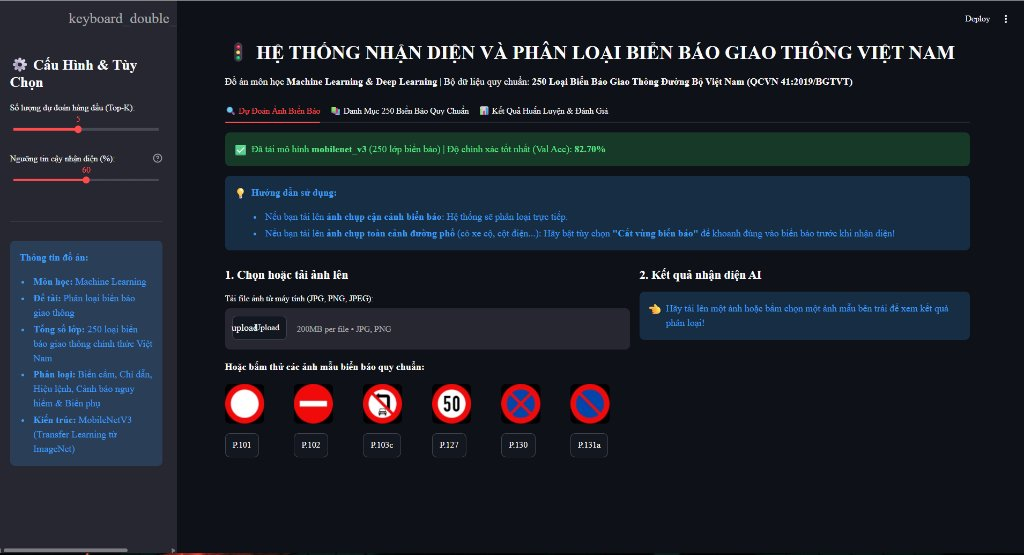 keyboard_double_
Deploy
⚙️ Cấu Hình & Tùy
Chọn
Số lượng dự đoán hàng đầu (Top-K):
5
Ngưỡng tin cậy nhận diện (%):
60
Thông tin đồ án:
Môn học: Machine Learning
Đề tài: Phân loại biển báo
giao thông
Tổng số lớp: 250 loại biển
báo giao thông chính thức Việt
Nam
Phân loại: Biển cấm, Chỉ dẫn,
Hiệu lệnh, Cảnh báo nguy
hiểm & Biển phụ
Kiến trúc: MobileNetV3
(Transfer Learning từ
ImageNet)
🚦 HỆ THỐNG NHẬN DIỆN VÀ PHÂN LOẠI BIỂN BÁO GIAO THÔNG VIỆT NAM
Đồ án môn học Machine Learning & Deep Learning | Bộ dữ liệu quy chuẩn: 250 Loại Biển Báo Giao Thông Đường Bộ Việt Nam (QCVN 41:2019/BGTVT)
🔍 Dự Đoán Ảnh Biển Báo 📚 Danh Mục 250 Biển Báo Quy Chuẩn 📊 Kết Quả Huấn Luyện & Đánh Giá
✅ Đã tải mô hình mobilenet_v3 (250 lớp biển báo) | Độ chính xác tốt nhất (Val Acc): 82.70%
💡 Hướng dẫn sử dụng:
Nếu bạn tải lên ảnh chụp cận cảnh biển báo: Hệ thống sẽ phân loại trực tiếp.
Nếu bạn tải lên ảnh chụp toàn cảnh đường phố (có xe cộ, cột điện...): Hãy bật tùy chọn "Cắt vùng biển báo" để khoanh đúng vào biển báo trước khi nhận diện!
1. Chọn hoặc tải ảnh lên
Tải file ảnh từ máy tính (JPG, PNG, JPEG):
upload Upload 200MB per file • JPG, PNG
Hoặc bấm thử các ảnh mẫu biển báo quy chuẩn:
50
P.101 P.102 P.103c P.127 P.130 P.131a
2. Kết quả nhận diện AI
👈 Hãy tải lên một ảnh hoặc bấm chọn một ảnh mẫu bên trái để xem kết quả
phân loại!